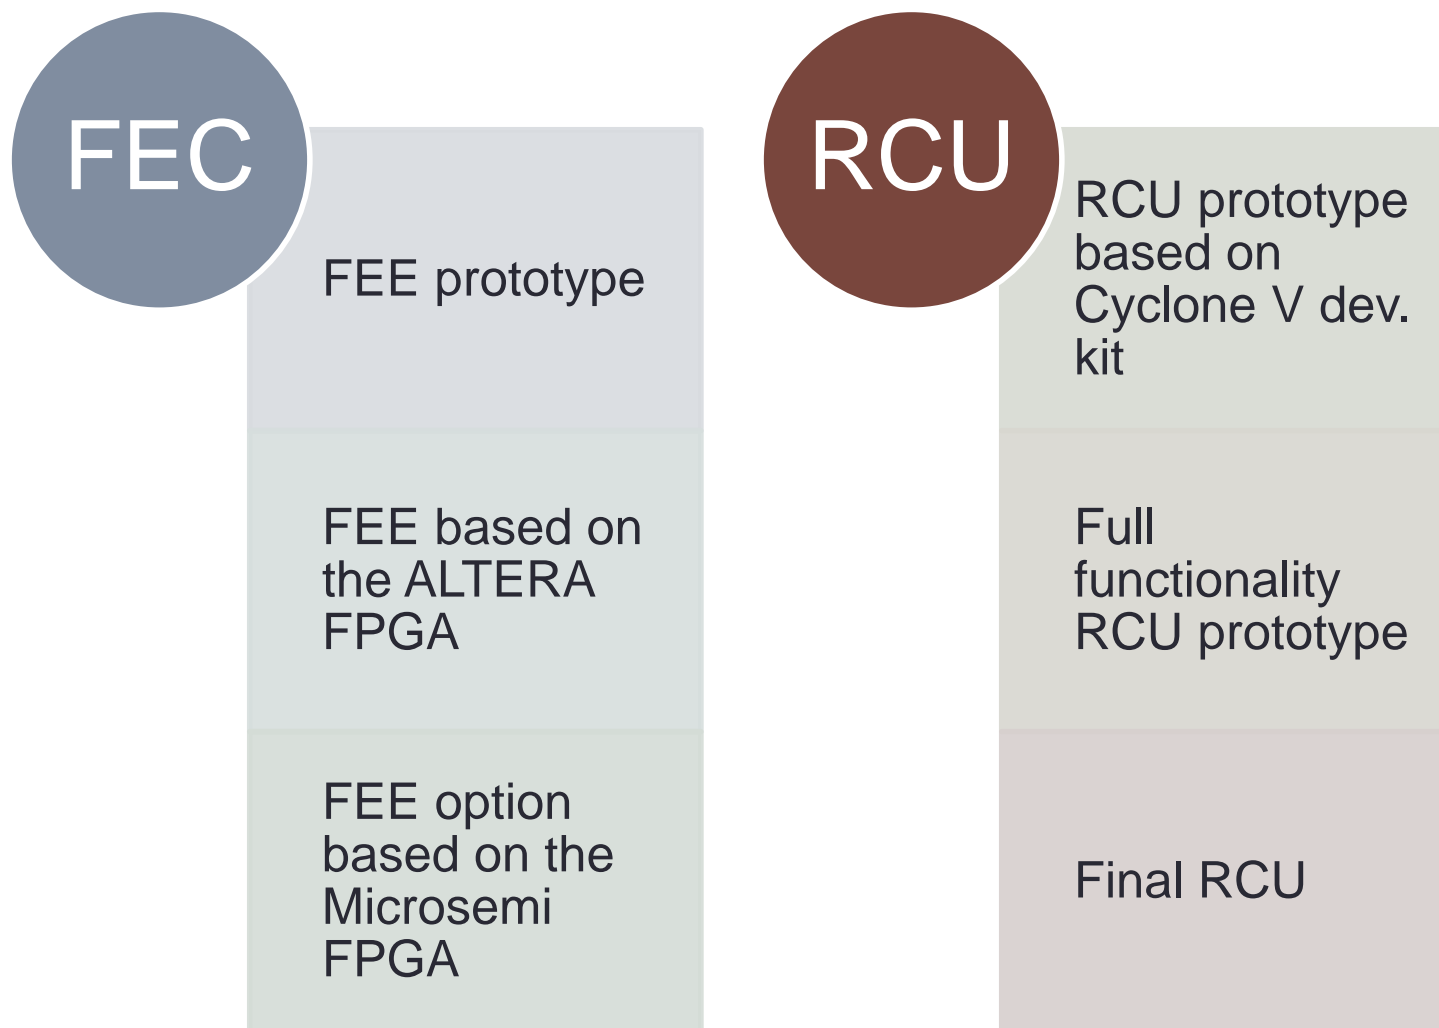 FEC
FEE prototype
FEE based on
the ALTERA
FPGA
FEE option
based on the
Microsemi
FPGA
RCU
RCU prototype
based on
Cyclone V dev.
kit
Full
functionality
RCU prototype
Final RCU